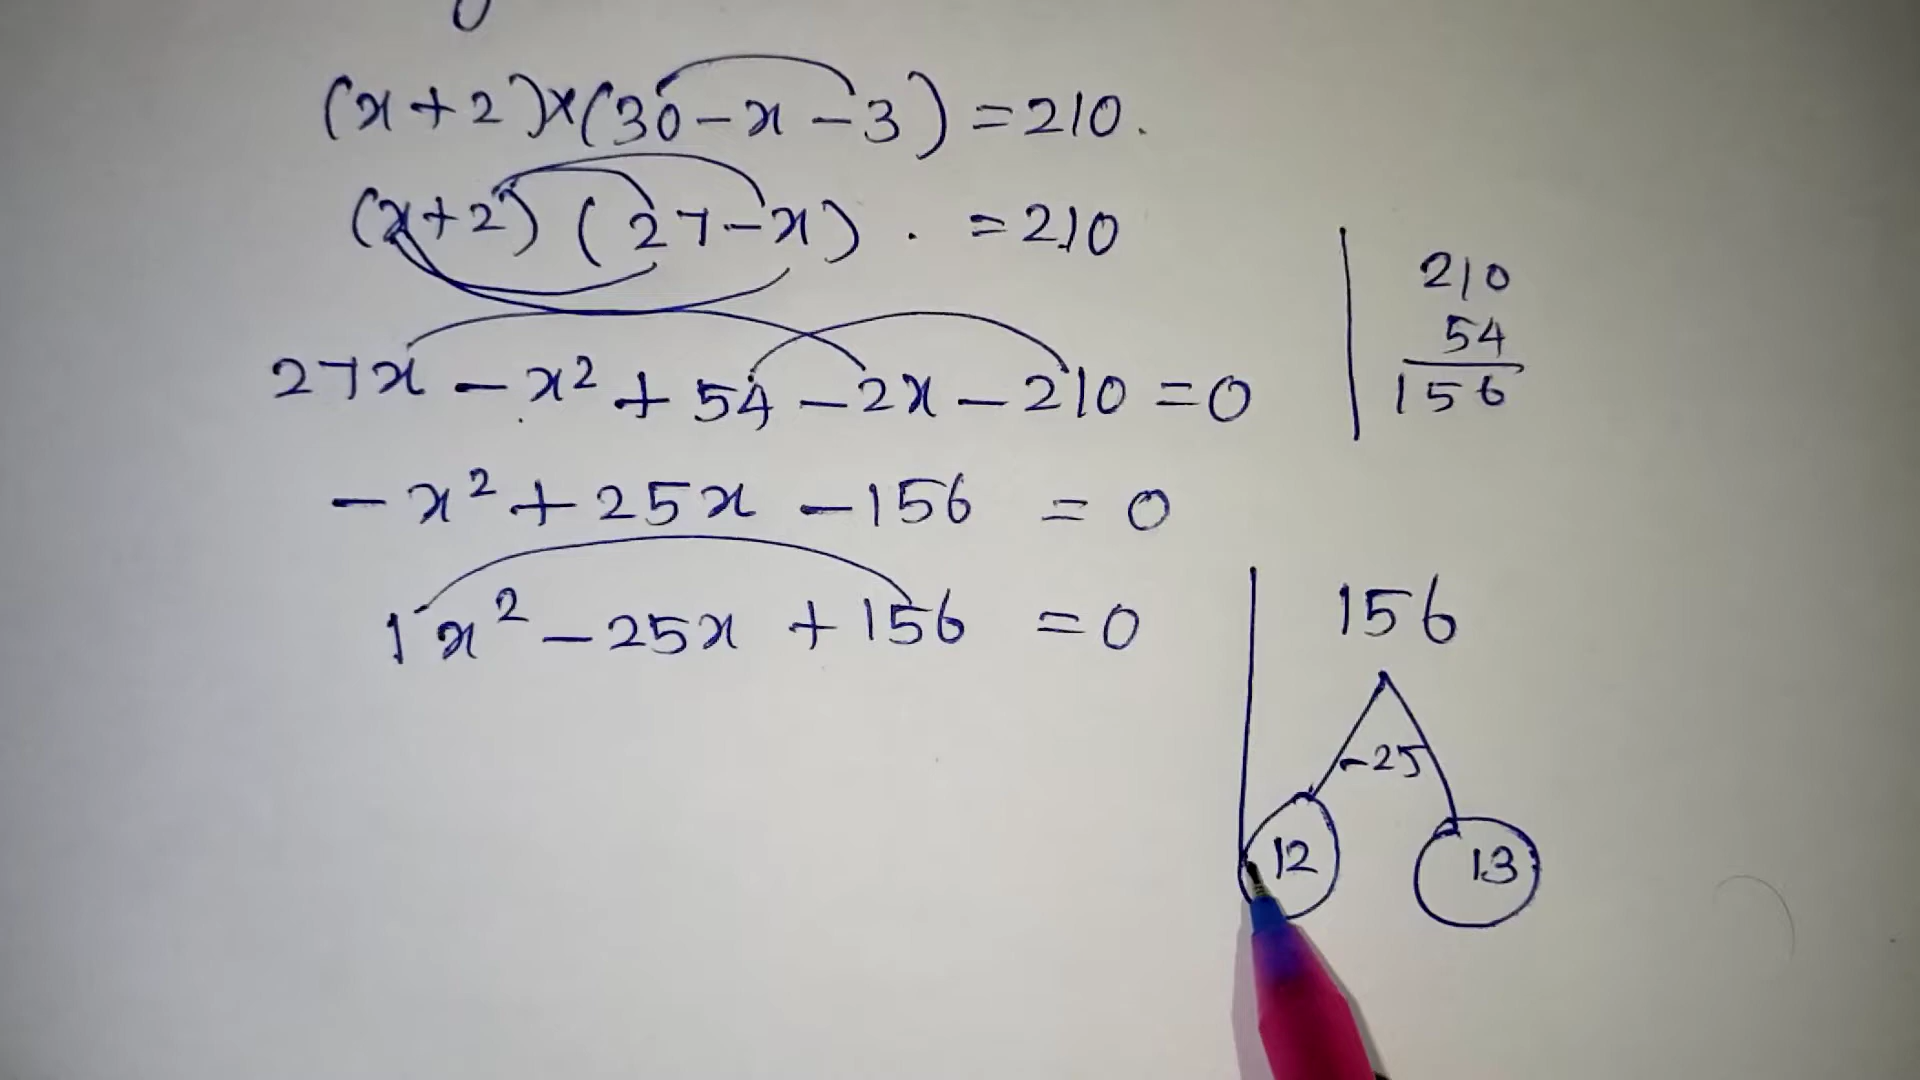 (x+2)×(30-x-3)=210.
(x+2)(27-x). =210
27x-x²+54-2x-210=0
-x²+25x-156=0
1x²-25x+156=0
210
54
156
156
-25
12 13